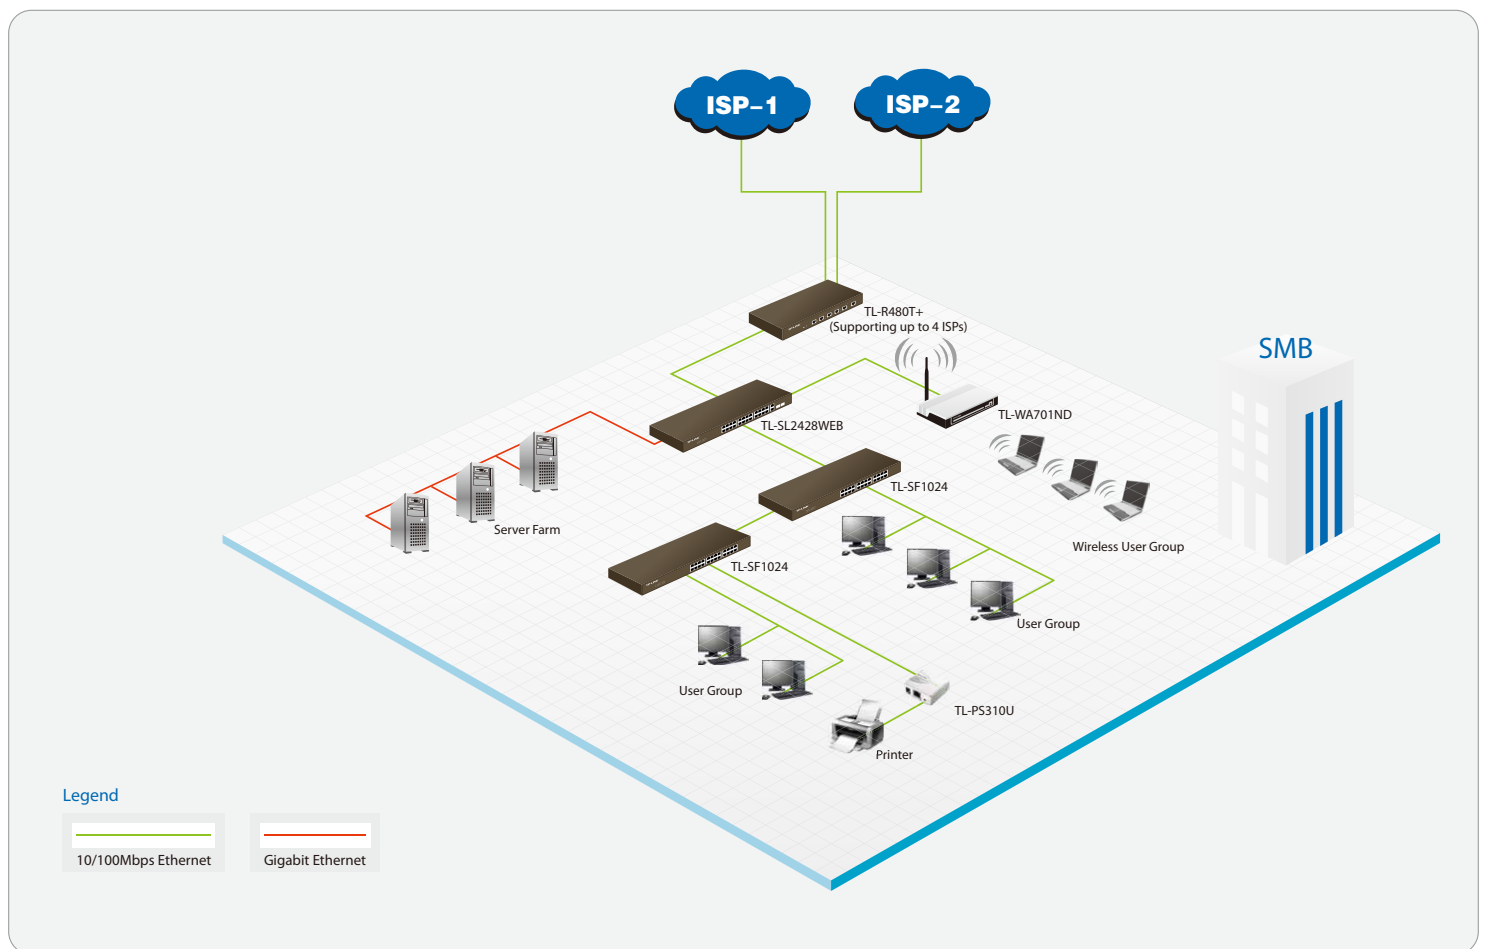 ISP–1
ISP–2
TL-R480T+
(Supporting up to 4 ISPs)
SMB
TL-WA701ND
TL-SL2428WEB
TL-SF1024
Server Farm
Wireless User Group
TL-SF1024
User Group
User Group
TL-PS310U
Printer
Legend
10/100Mbps Ethernet
Gigabit Ethernet